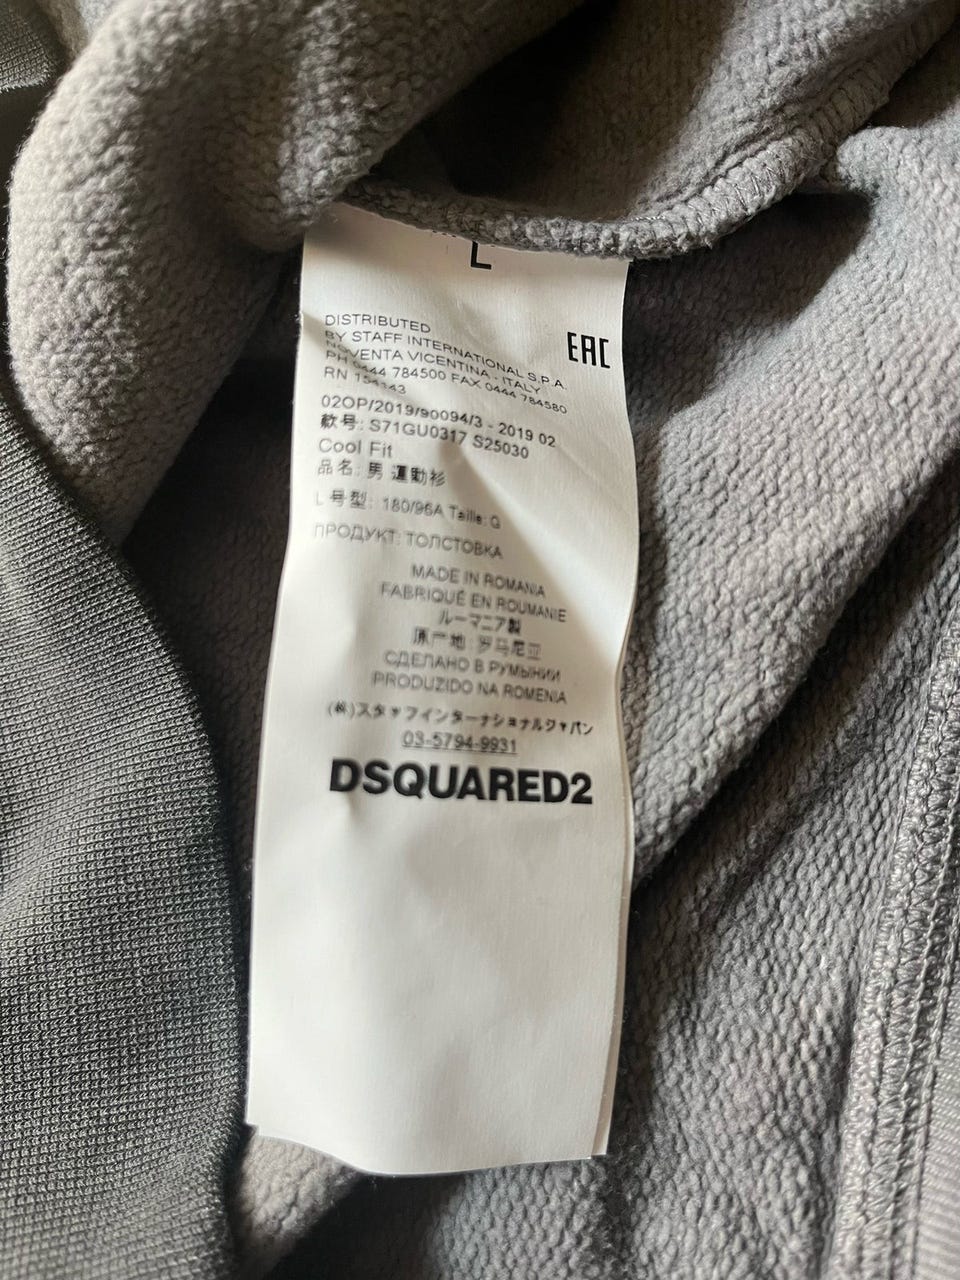 L
DISTRIBUTED
BY STAFF INTERNATIONAL S.P.A.
NOVENTA VICENTINA - ITALY
PH 0444 784500 FAX 0444 784580
RN
EAC
02OP/2019/90094/3 - 2019 02
款号: S71GU0317 S25030
Cool Fit
品名: 男 運動衫
L 号型: 180/96A Taille: G
ПРОДУКТ: ТОЛСТОВКА
MADE IN ROMANIA
FABRIQUÉ EN ROUMANIE
ルーマニア製
原产地: 罗马尼亚
СДЕЛАНО В РУМЫНИИ
PRODUZIDO NA ROMENIA
(株)スタッフインターナショナルジャパン
03-5794-9931
DSQUARED2